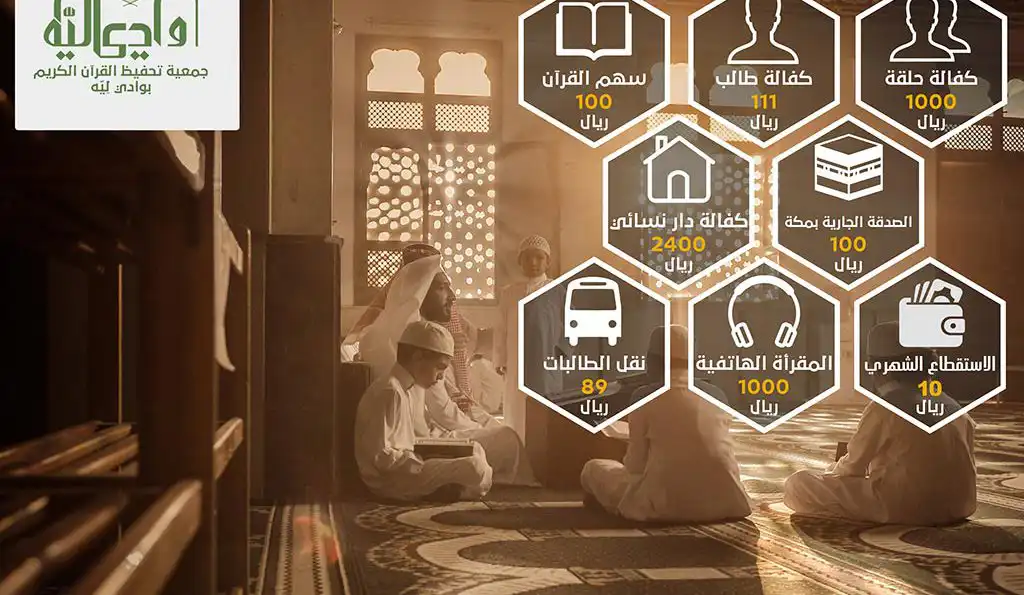 وادي ليّه
جمعية تحفيظ القرآن الكريم
بوادي لِيَه
كفالة حلقة
1000
ريال
كفالة طالب
111
ريال
سهم القرآن
100
ريال
الصدقة الجارية بمكة
100
ريال
كفالة دار نسائي
2400
ريال
الاستقطاع الشهري
10
ريال
المقرأة الهاتفية
1000
ريال
نقل الطالبات
89
ريال